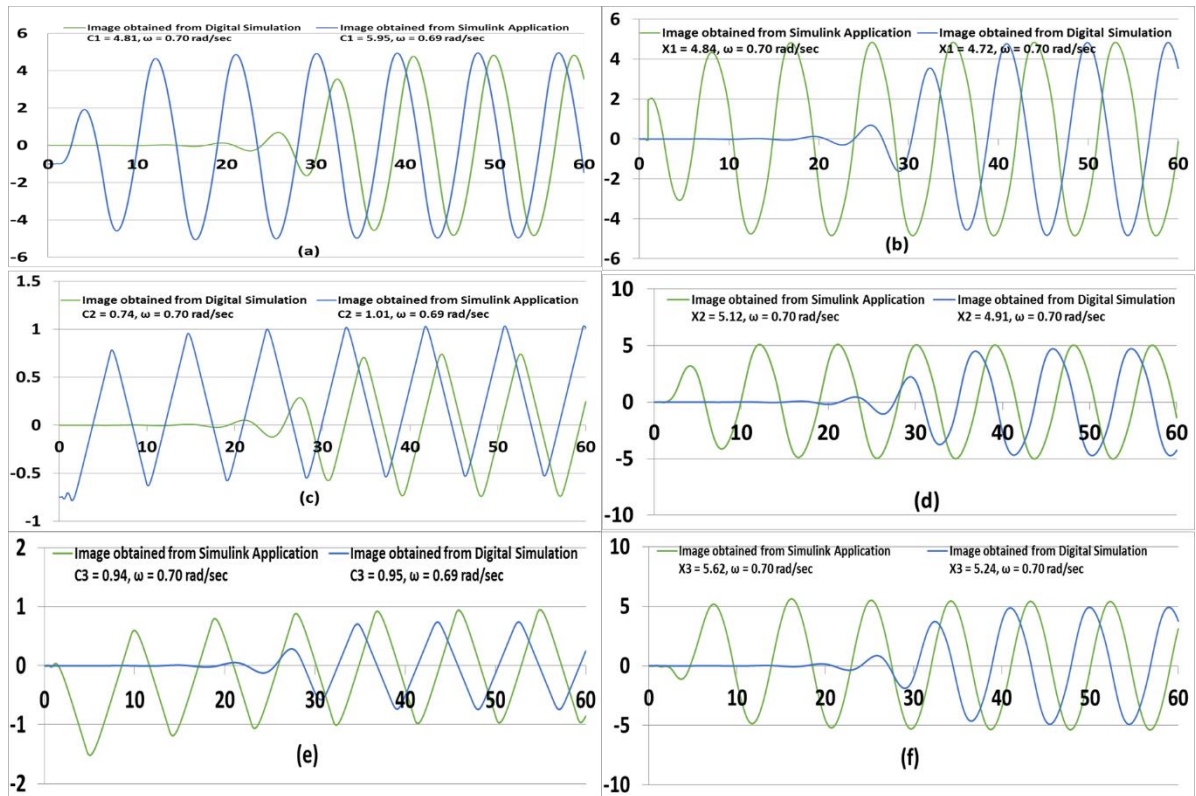 Image obtained from Digital Simulation
C1 = 4.81, ω = 0.70 rad/sec
Image obtained from Simulink Application
C1 = 5.95, ω = 0.69 rad/sec
6
4
2
0
-2
-4
-6
0 10 20 30 40 50 60
(a)
Image obtained from Simulink Application
X1 = 4.84, ω = 0.70 rad/sec
Image obtained from Digital Simulation
X1 = 4.72, ω = 0.70 rad/sec
6
4
2
0
-2
-4
-6
0 10 20 30 40 50 60
(b)
Image obtained from Digital Simulation
C2 = 0.74, ω = 0.70 rad/sec
Image obtained from Simulink Application
C2 = 1.01, ω = 0.69 rad/sec
1.5
1
0.5
0
-0.5
-1
0 10 20 30 40 50 60
(c)
Image obtained from Simulink Application
X2 = 5.12, ω = 0.70 rad/sec
Image obtained from Digital Simulation
X2 = 4.91, ω = 0.70 rad/sec
10
5
0
-5
-10
0 10 20 30 40 50 60
(d)
Image obtained from Simulink Application
C3 = 0.94, ω = 0.70 rad/sec
Image obtained from Digital Simulation
C3 = 0.95, ω = 0.69 rad/sec
2
1
0
-1
-2
0 10 20 30 40 50 60
(e)
Image obtained from Simulink Application
X3 = 5.62, ω = 0.70 rad/sec
Image obtained from Digital Simulation
X3 = 5.24, ω = 0.70 rad/sec
10
5
0
-5
-10
0 10 20 30 40 50 60
(f)